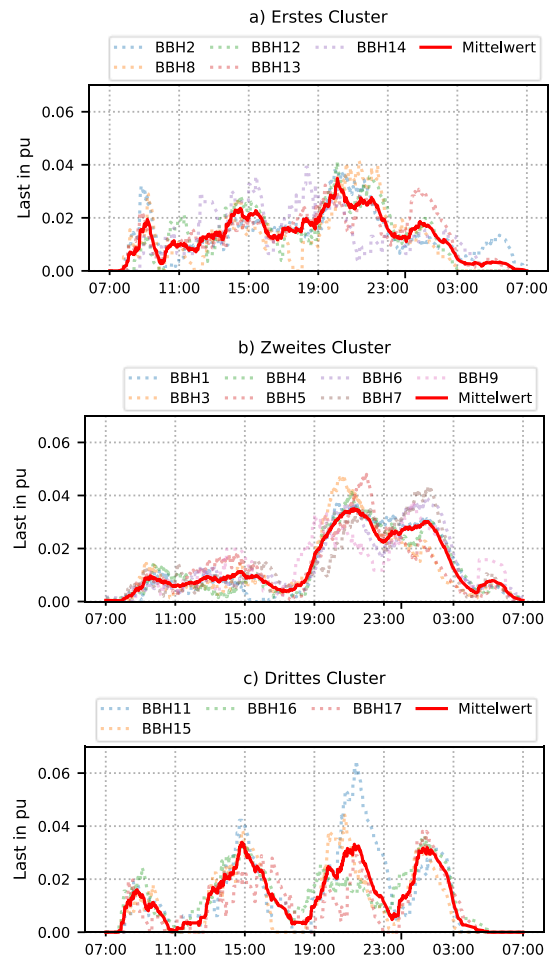 a) Erstes Cluster
BBH2 BBH12 BBH14 Mittelwert
BBH8 BBH13
0.06
0.04
0.02
0.00
Last in pu
07:00 11:00 15:00 19:00 23:00 03:00 07:00
b) Zweites Cluster
BBH1 BBH4 BBH6 BBH9
BBH3 BBH5 BBH7 Mittelwert
0.06
0.04
0.02
0.00
Last in pu
07:00 11:00 15:00 19:00 23:00 03:00 07:00
c) Drittes Cluster
BBH11 BBH16 BBH17 Mittelwert
BBH15
0.06
0.04
0.02
0.00
Last in pu
07:00 11:00 15:00 19:00 23:00 03:00 07:00